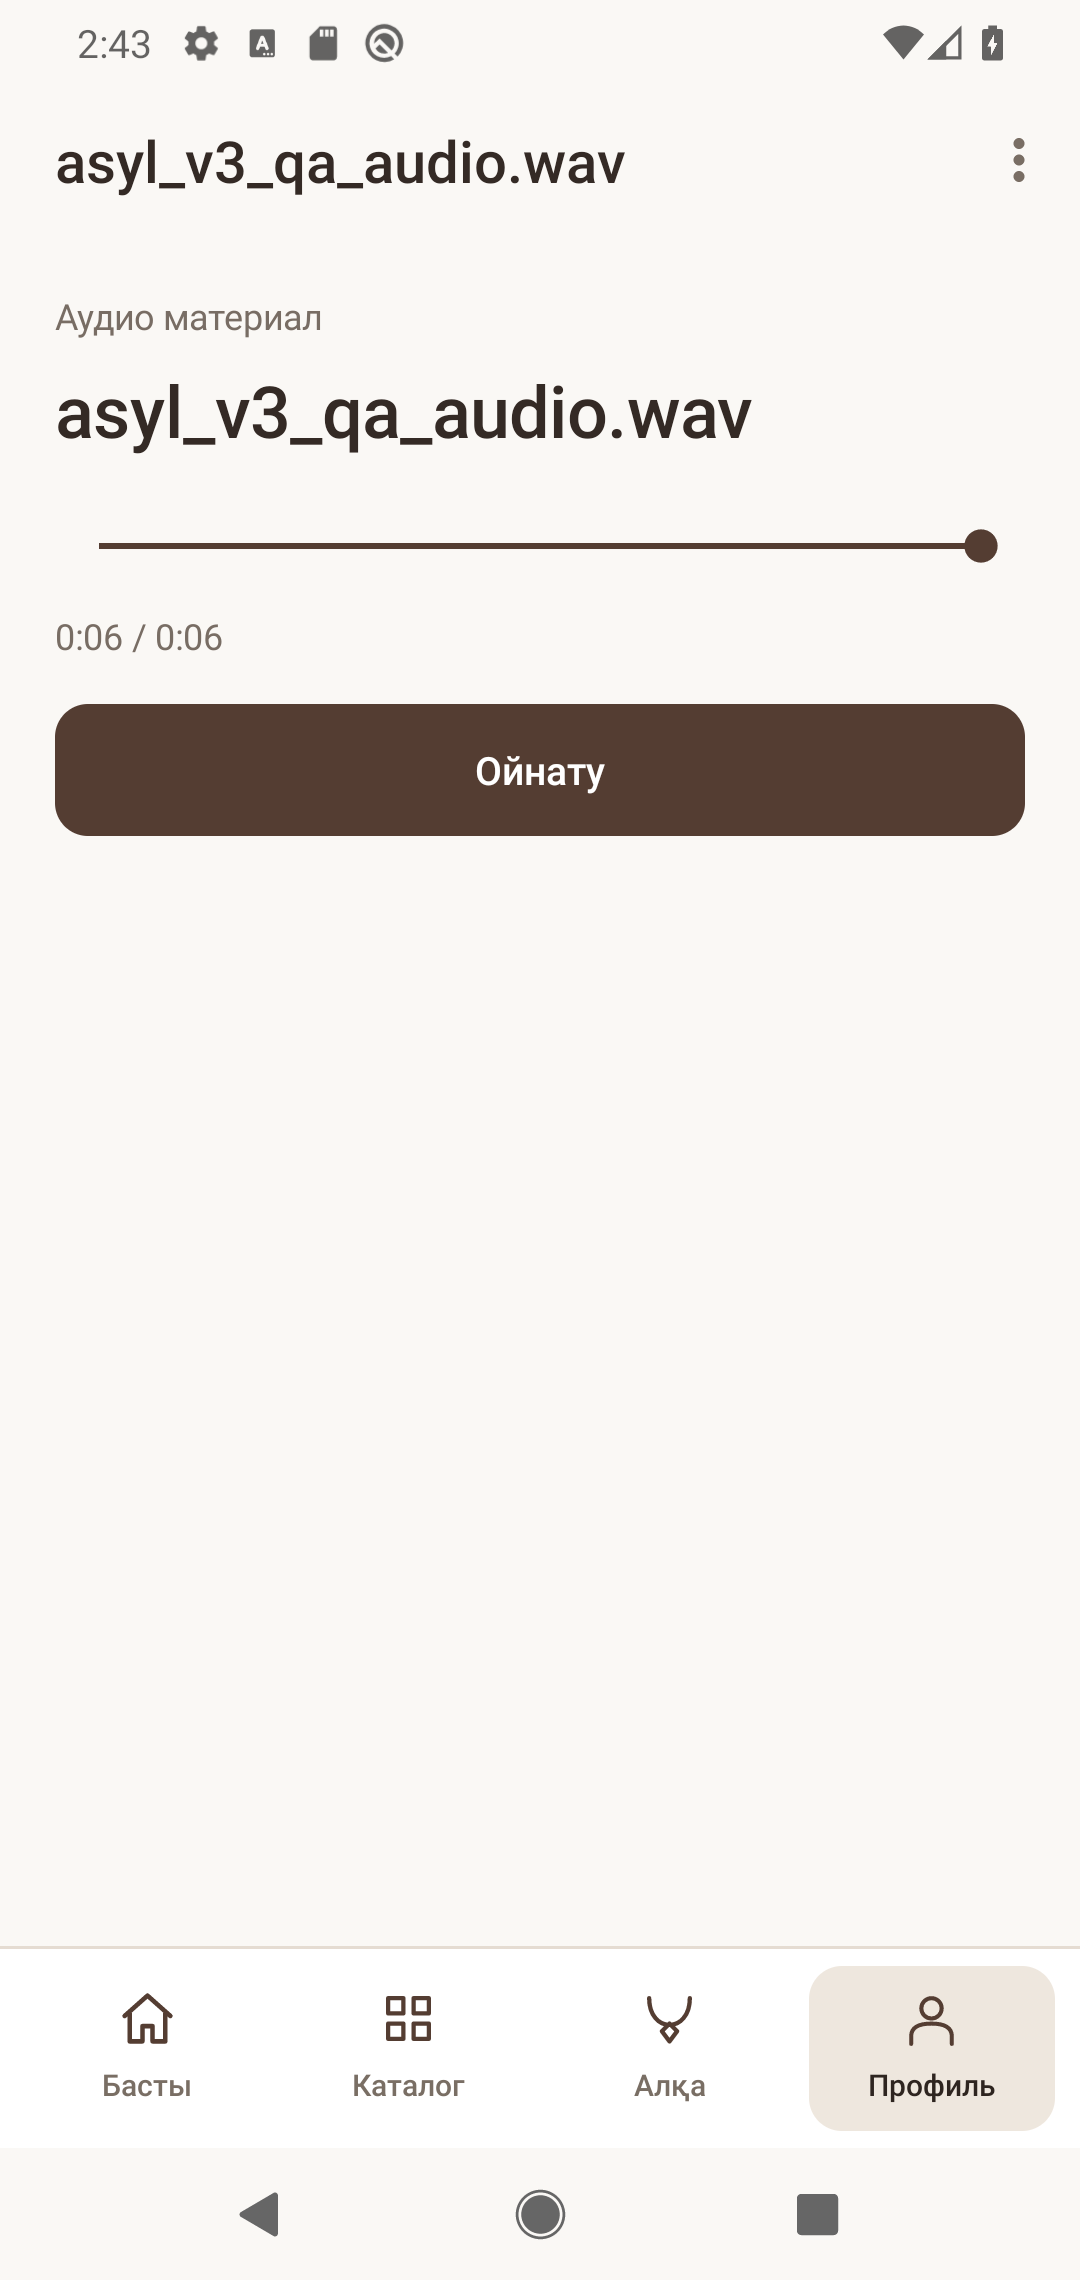 2:43
asyl_v3_qa_audio.wav
Аудио материал
asyl_v3_qa_audio.wav
0:06 / 0:06
Ойнату
Басты
Каталог
Алқа
Профиль